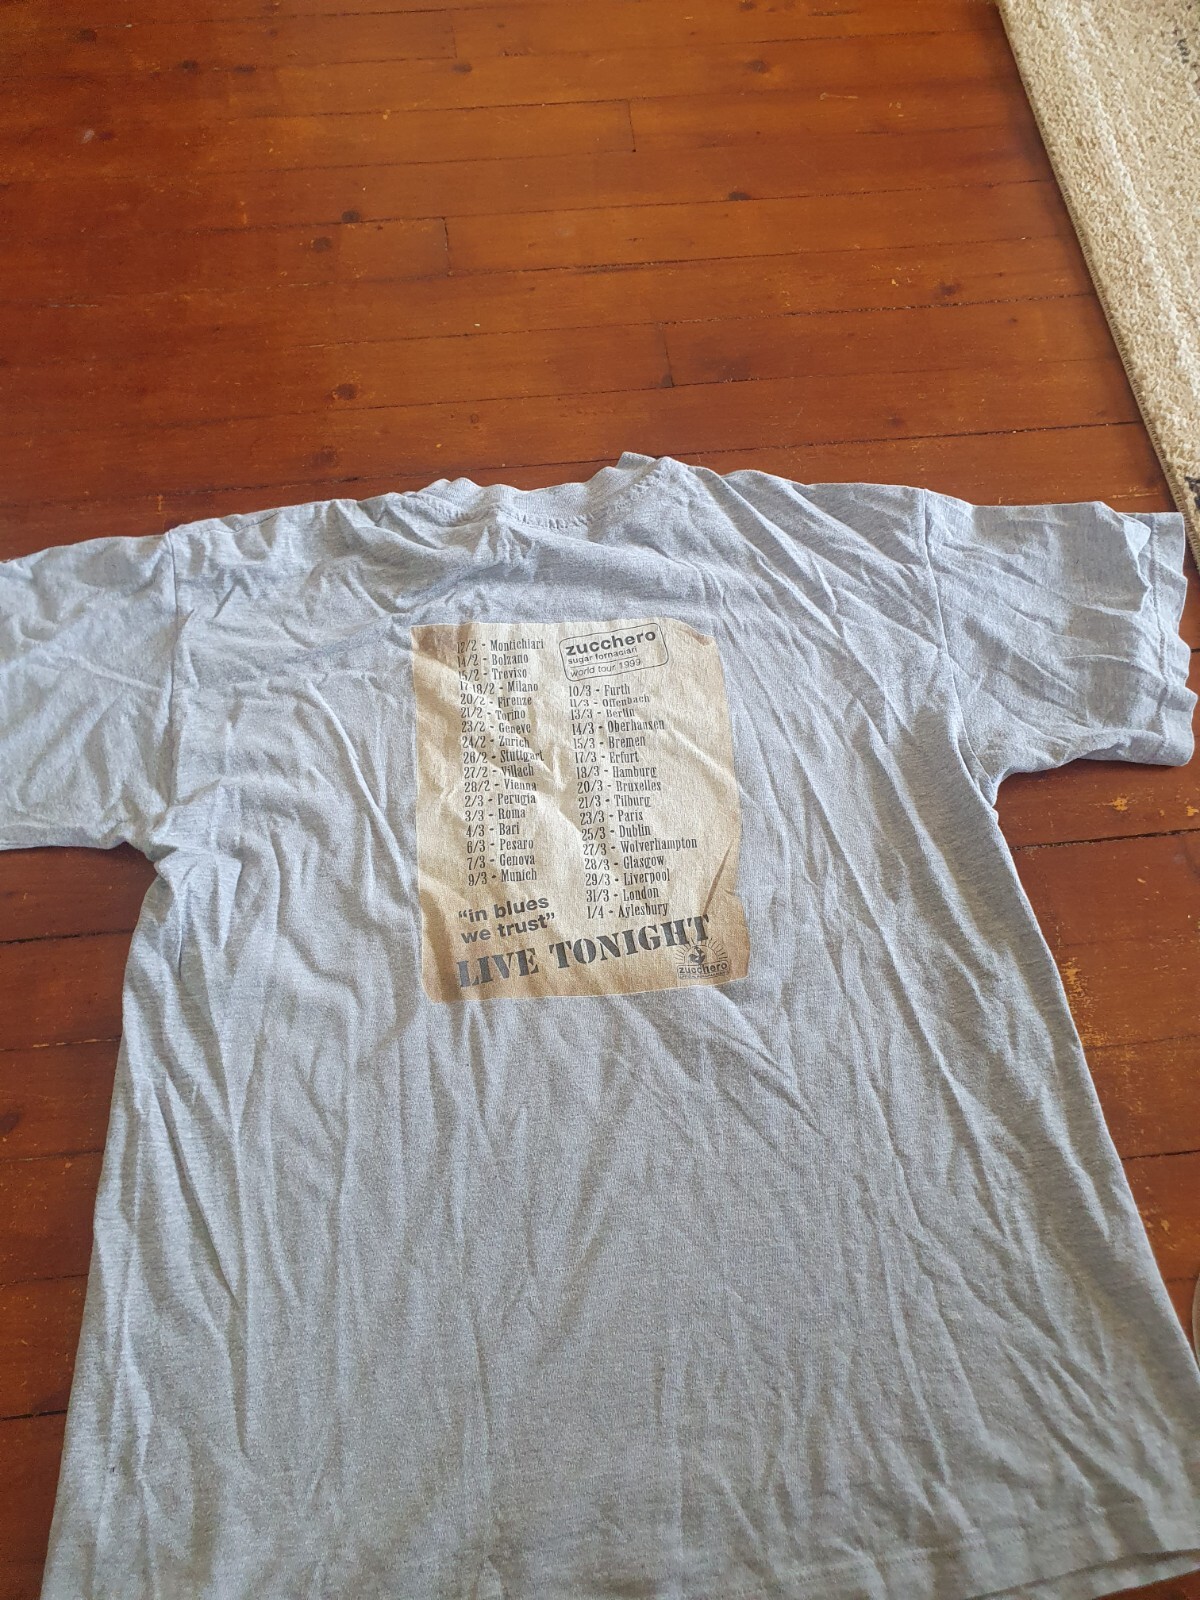 12/2 - Montichiari
14/2 - Bolzano
15/2 - Treviso
17 18/2 - Milano
20/2 - Firenze
21/2 - Torino
23/2 - Geneve
24/2 - Zurich
26/2 - Stuttgart
27/2 - Villach
28/2 - Vienna
2/3 - Perugia
3/3 - Roma
4/3 - Bari
6/3 - Pesaro
7/3 - Genova
9/3 - Munich
zucchero
sugar fornaciari
world tour 1999
10/3 - Furth
11/3 - Offenbach
13/3 - Berlin
14/3 - Oberhausen
15/3 - Bremen
17/3 - Erfurt
18/3 - Hamburg
20/3 - Bruxelles
21/3 - Tilburg
23/3 - Paris
25/3 - Dublin
27/3 - Wolverhampton
28/3 - Glasgow
29/3 - Liverpool
31/3 - London
1/4 - Aylesbury
"in blues
we trust"
LIVE TONIGHT
zucchero